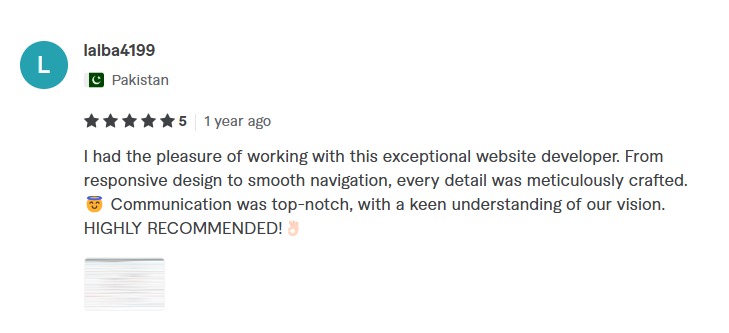 L
lalba4199
Pakistan
5 | 1 year ago
I had the pleasure of working with this exceptional website developer. From
responsive design to smooth navigation, every detail was meticulously crafted.
😇 Communication was top-notch, with a keen understanding of our vision.
HIGHLY RECOMMENDED!👌🏻